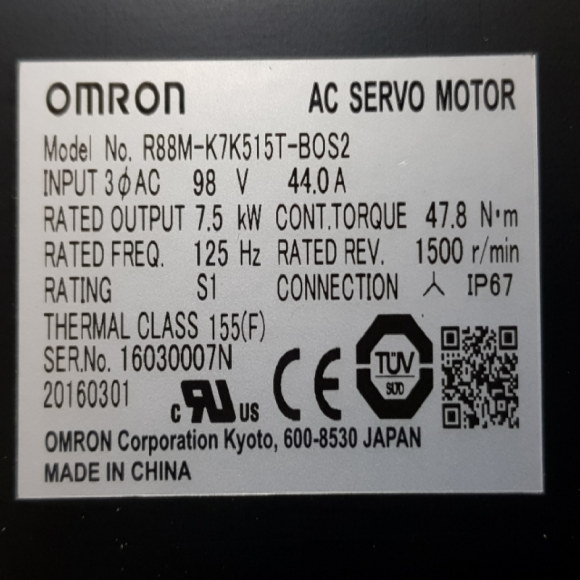 OMRON AC SERVO MOTOR
Model No. R88M-K7K515T-BOS2
INPUT 3ϕAC 98 V 44.0 A
RATED OUTPUT 7.5 kW CONT.TORQUE 47.8 N·m
RATED FREQ. 125 Hz RATED REV. 1500 r/min
RATING S1 CONNECTION IP67
THERMAL CLASS 155(F)
SER.No. 16030007N
20160301 c RU US CE TÜV SÜD
OMRON Corporation Kyoto, 600-8530 JAPAN
MADE IN CHINA